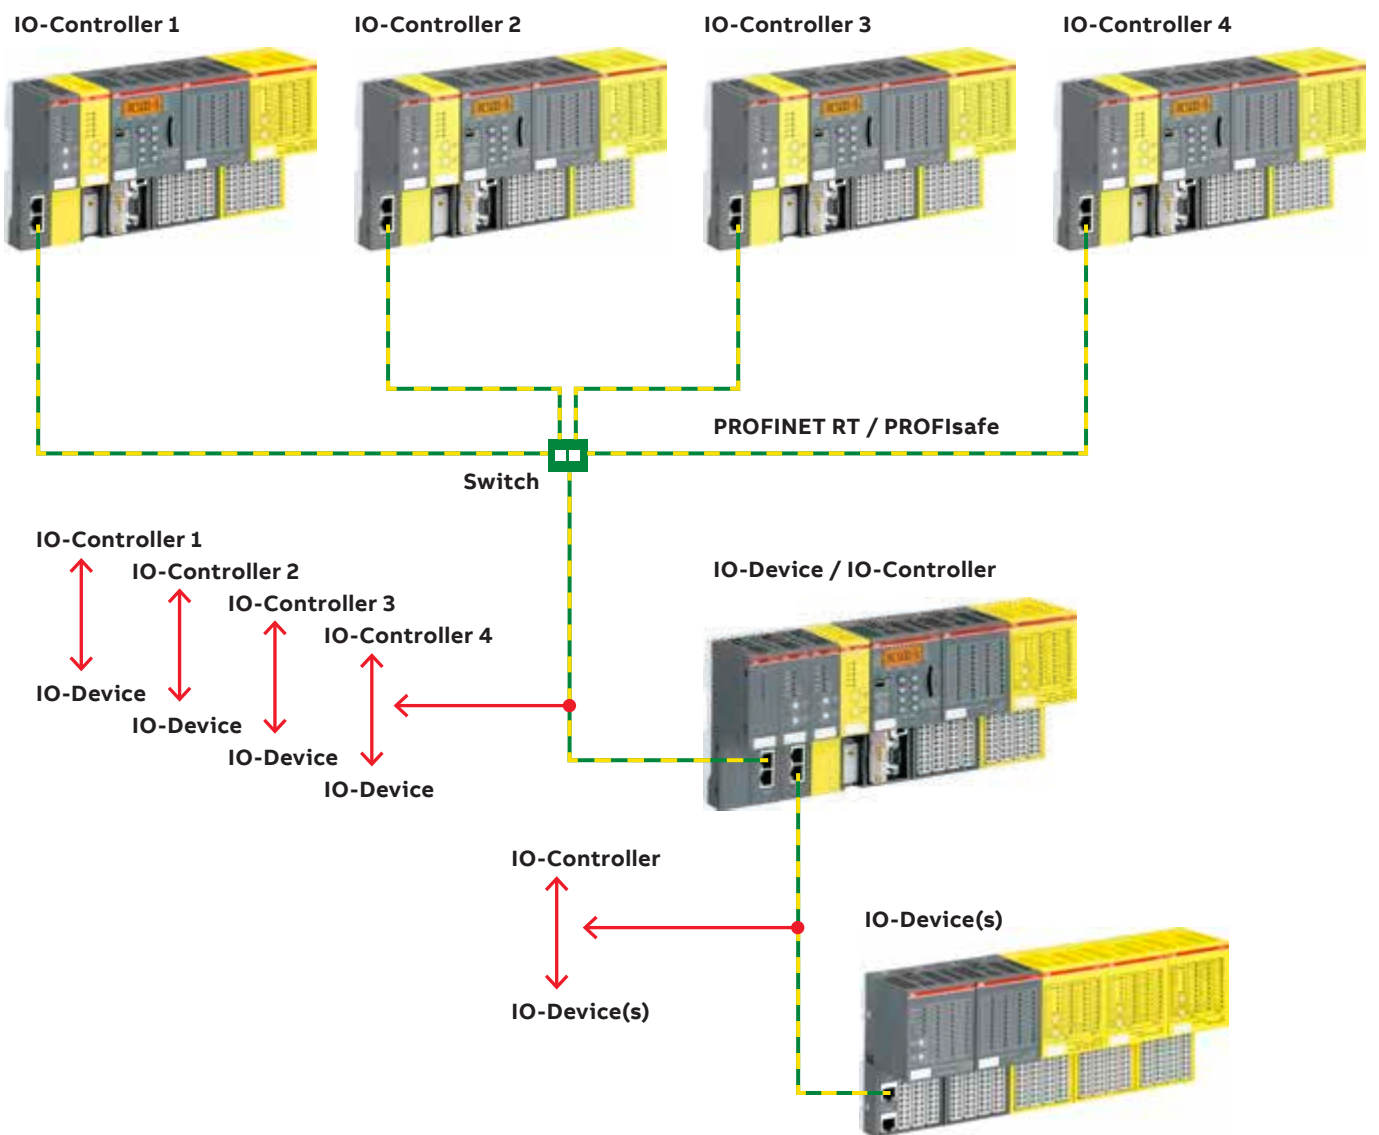 IO-Controller 1
IO-Controller 2
IO-Controller 3
IO-Controller 4
PROFINET RT / PROFIsafe
Switch
IO-Controller 1
IO-Controller 2
IO-Controller 3
IO-Controller 4
IO-Device
IO-Device
IO-Device
IO-Device
IO-Device / IO-Controller
IO-Controller
IO-Device(s)
IO-Device(s)